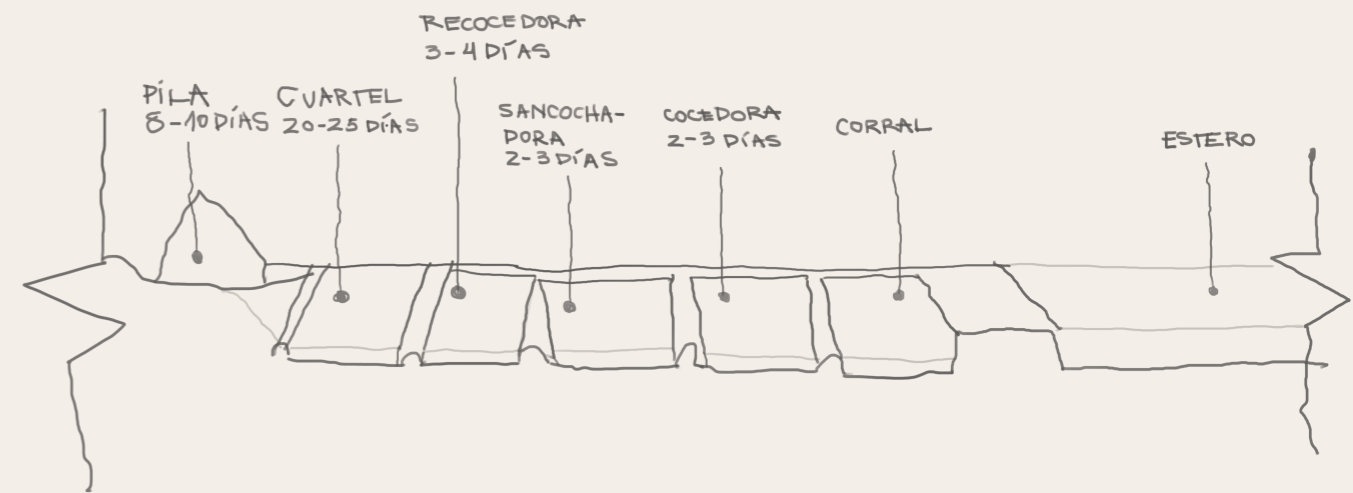 RECOCEDORA
3-4 DÍAS
PILA
8-10 DÍAS
CUARTEL
20-25 DÍAS
SANCOCHA-
DORA
2-3 DÍAS
COCEDORA
2-3 DÍAS
CORRAL
ESTERO